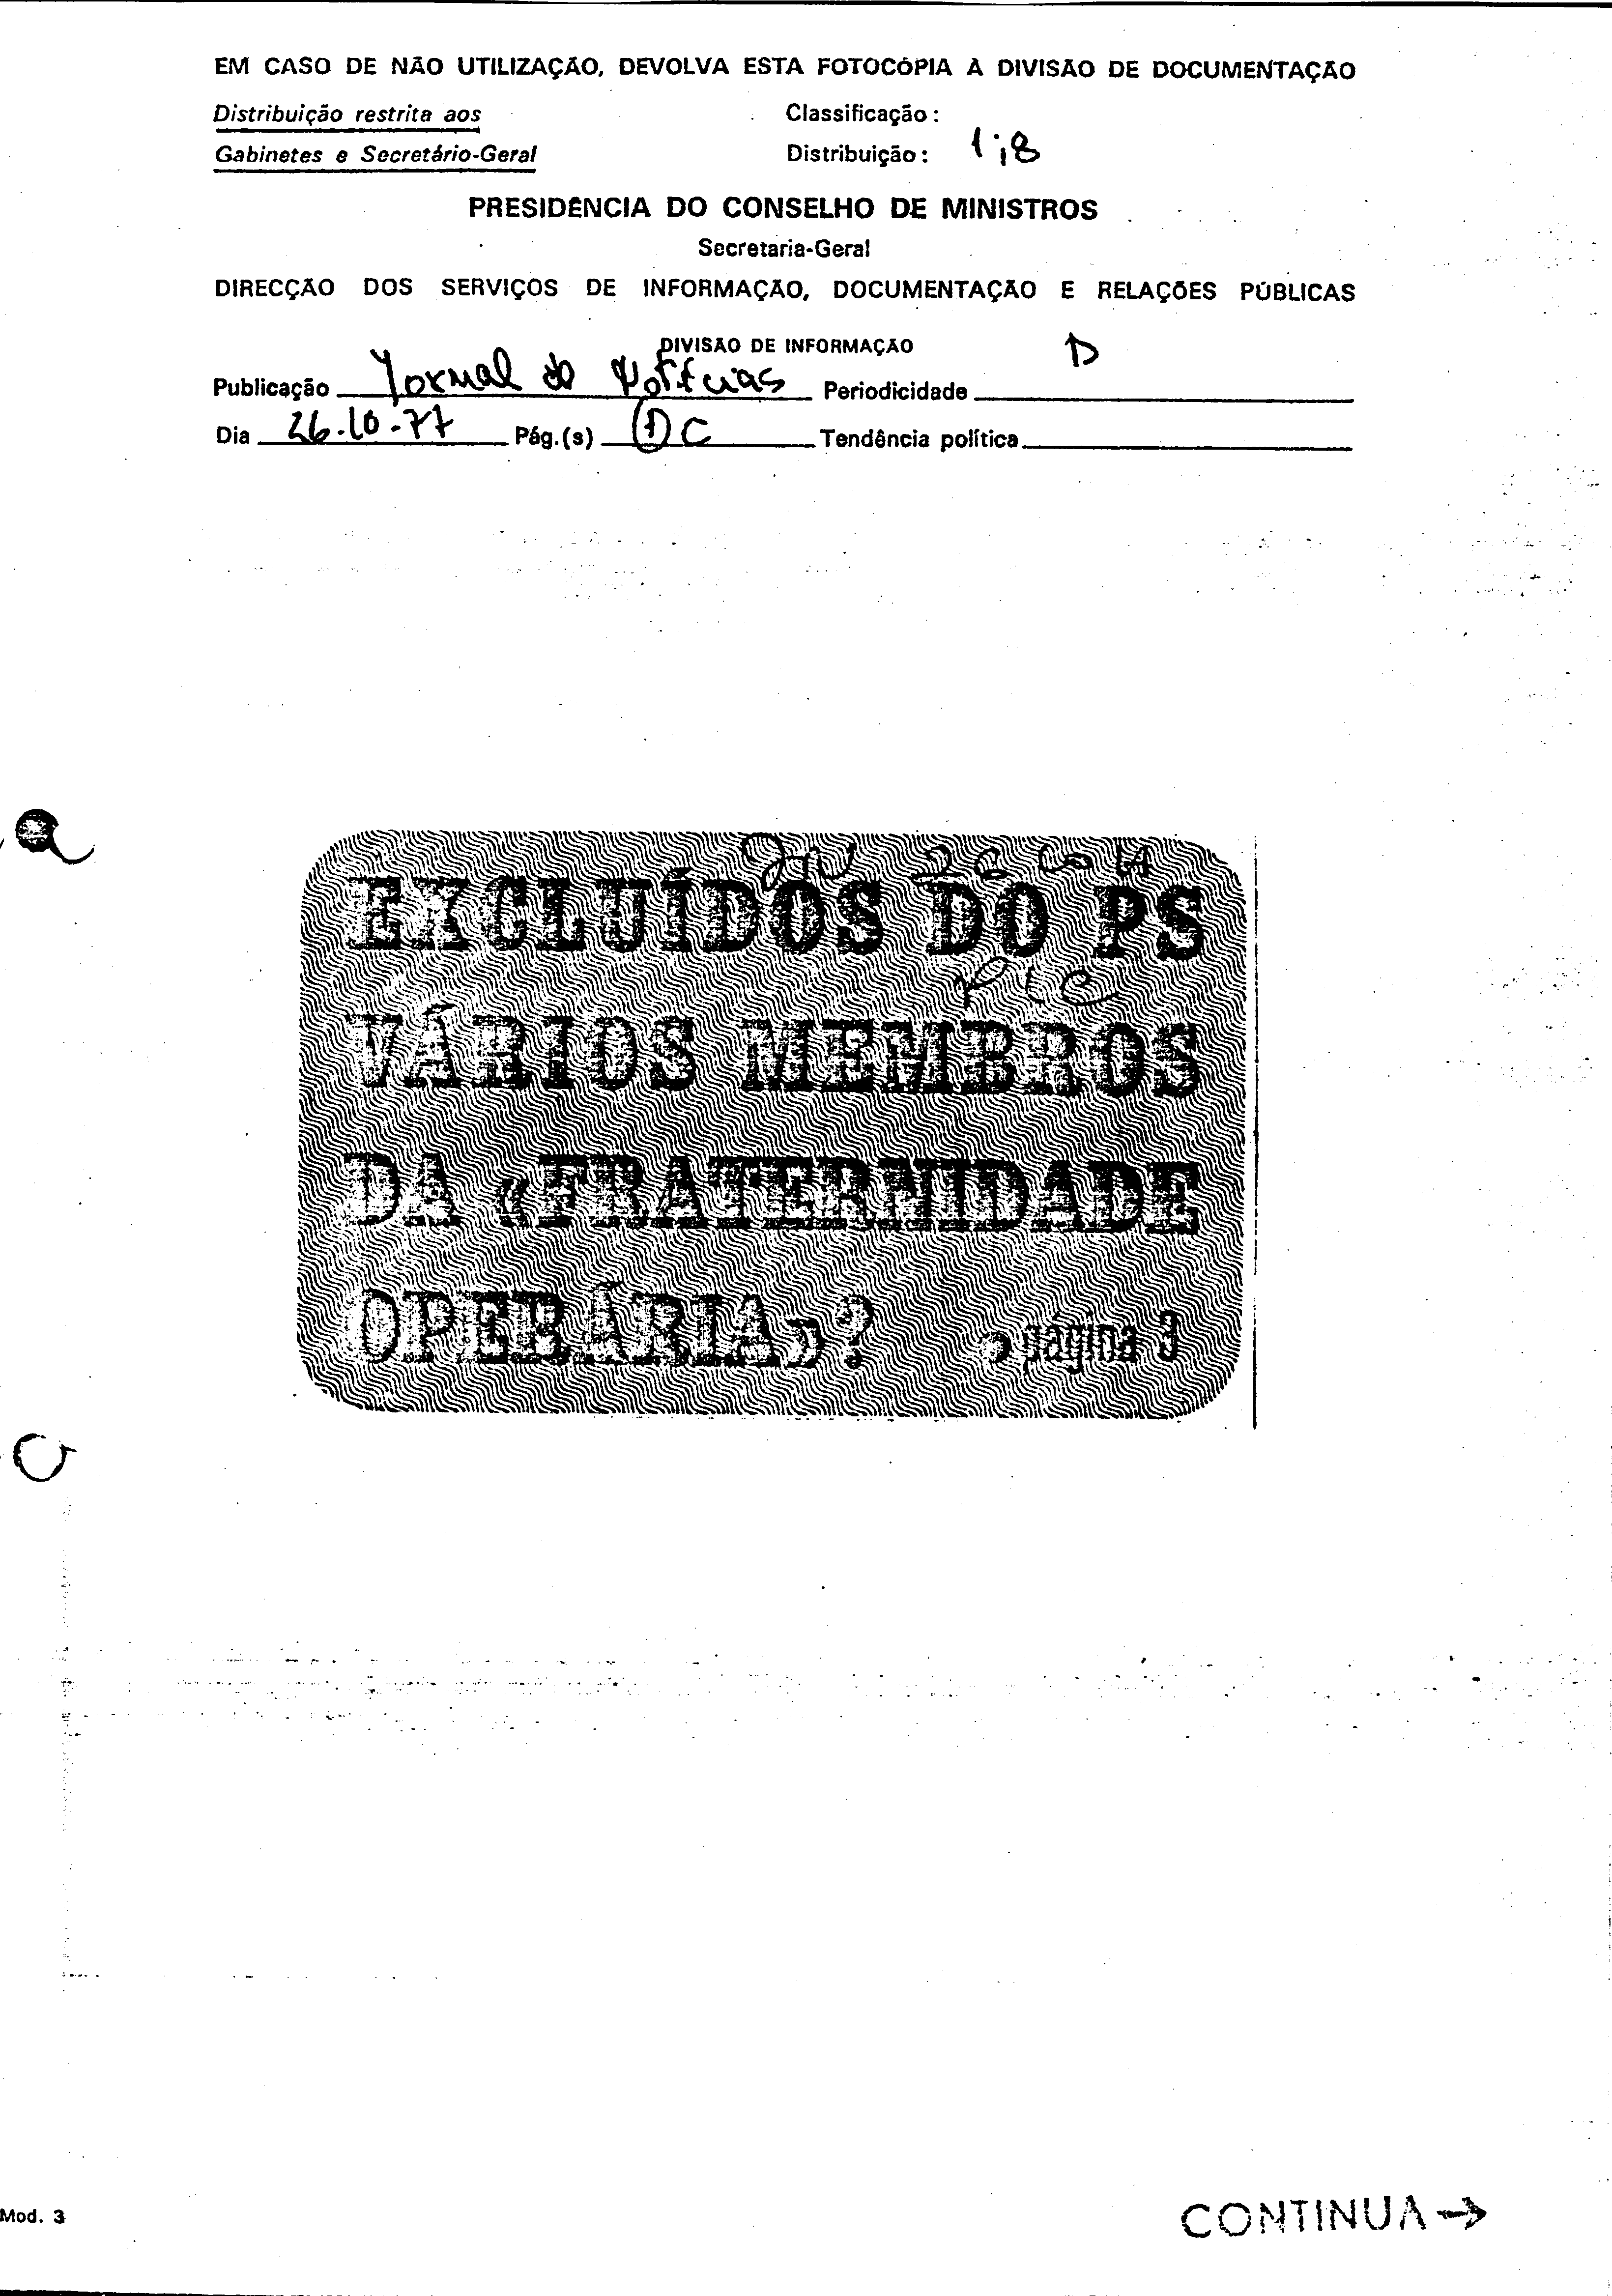 EM CASO DE NÃO UTILIZAÇÃO, DEVOLVA ESTA FOTOCÓPIA À DIVISÃO DE DOCUMENTAÇÃO
Distribuição restrita aos
Gabinetes e Secretário-Geral
Classificação:
Distribuição: 1;8
PRESIDÊNCIA DO CONSELHO DE MINISTROS
Secretaria-Geral
DIRECÇÃO DOS SERVIÇOS DE INFORMAÇÃO, DOCUMENTAÇÃO E RELAÇÕES PÚBLICAS
DIVISÃO DE INFORMAÇÃO
Publicação Jornal de Notícias Periodicidade D
Dia 26.10.77 Pág.(s) 1 C Tendência política
a
JN 26
EXCLUÍDOS DO PS
VÁRIOS MEMBROS
DA «FRATERNIDADE
OPERÁRIA»?
página 3
Mod. 3
CONTINUA→